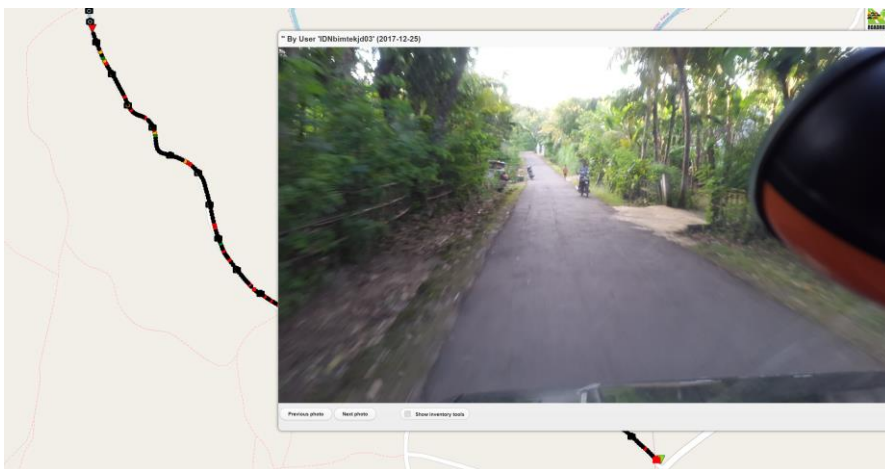 " By User 'IDNbimtekjd03' (2017-12-25)
Previous photo
Next photo
Show inventory tools